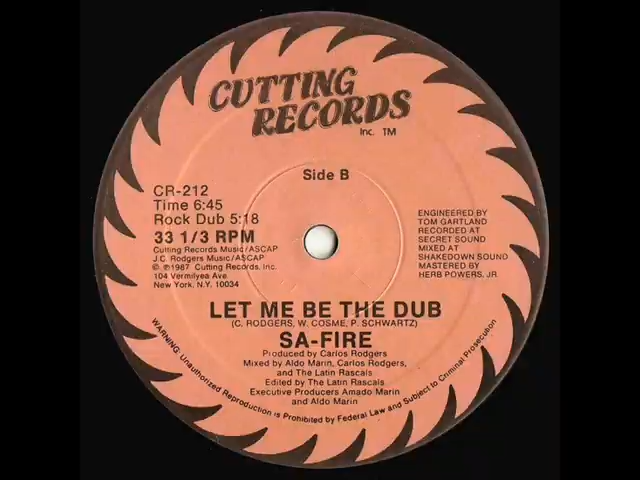 CUTTING
RECORDS
Inc. TM
Side B
CR-212
Time 6:45
Rock Dub 5:18
33 1/3 RPM
Cutting Records Music/ASCAP
J.C. Rodgers Music/ASCAP
© ℗1987 Cutting Records, Inc.
104 Vermilyea Ave
New York, N.Y. 10034
ENGINEERED BY
TOM GARTLAND
RECORDED AT
SECRET SOUND
MIXED AT
SHAKEDOWN SOUND
MASTERED BY
HERB POWERS, JR.
LET ME BE THE DUB
(C. RODGERS, W. COSME, P. SCHWARTZ)
SA-FIRE
Produced by Carlos Rodgers
Mixed by Aldo Marin, Carlos Rodgers,
and The Latin Rascals
Edited by The Latin Rascals
Executive Producers Amado Marin
and Aldo Marin
WARNING: Unauthorized Reproduction is Prohibited by Federal Law and Subject to Criminal Prosecution